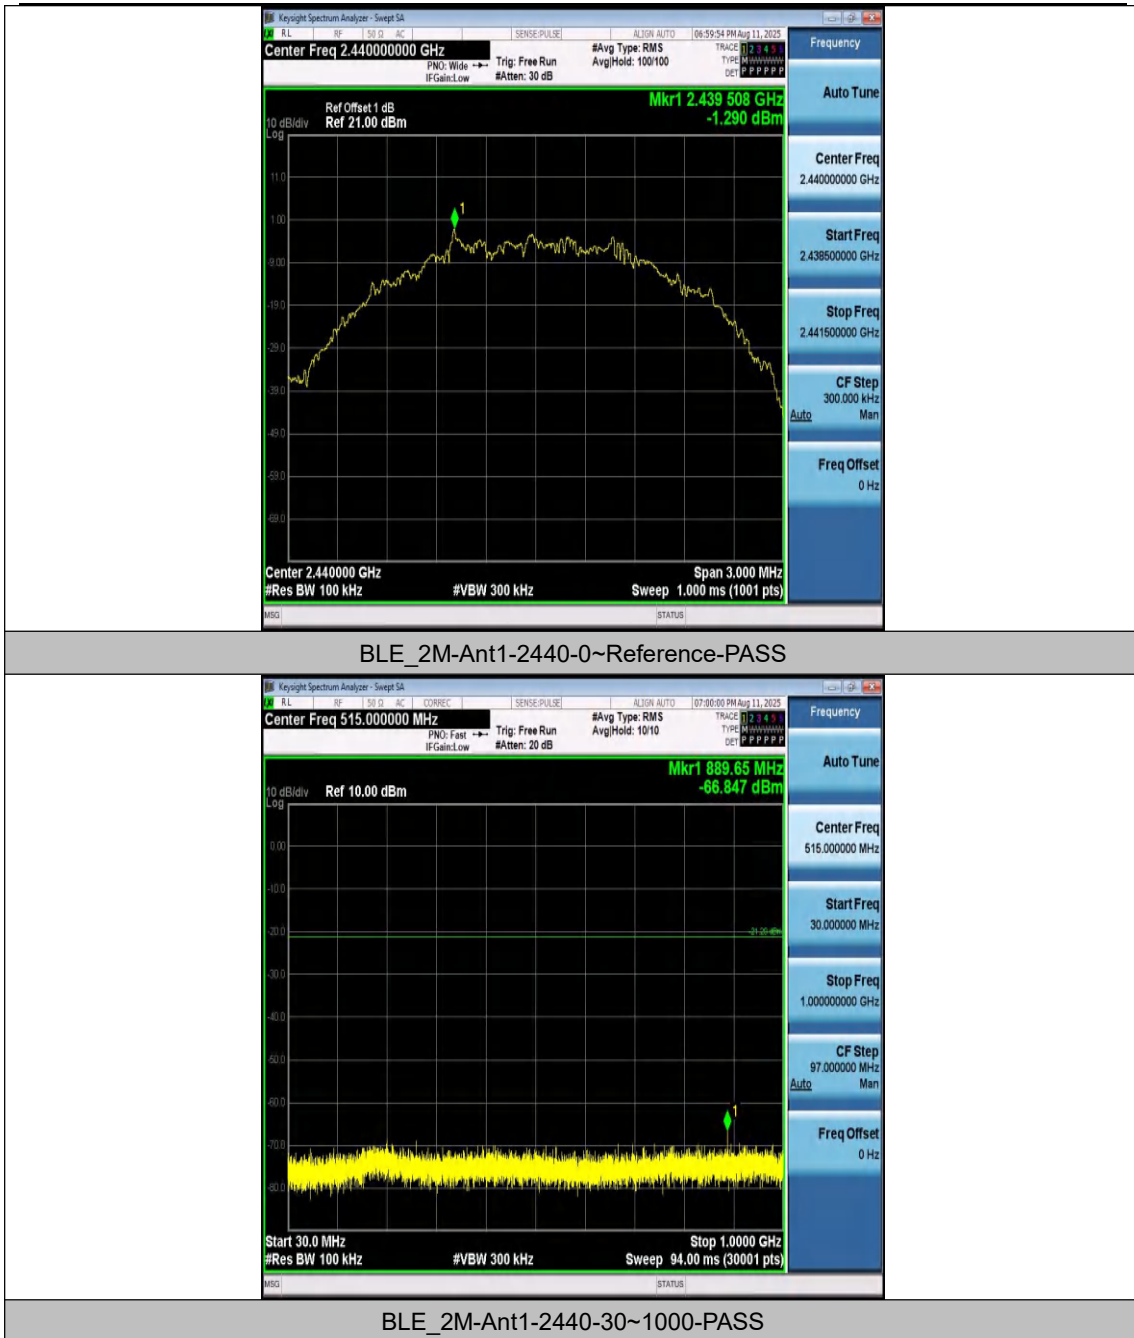 Keysight Spectrum Analyzer - Swept SA
RL RF 50 Ω AC SENSE:PULSE ALIGN AUTO 06:59:54 PM Aug 11, 2025
Center Freq 2.440000000 GHz
PNO: Wide
IFGain:Low
Trig: Free Run
#Atten: 30 dB
#Avg Type: RMS
Avg|Hold: 100/100
TRACE 1 2 3 4 5 6
TYPE M WWWWW
DET P P P P P P
Frequency
Auto Tune
Center Freq
2.440000000 GHz
Start Freq
2.438500000 GHz
Stop Freq
2.441500000 GHz
CF Step
300.000 kHz
Auto Man
Freq Offset
0 Hz
Mkr1 2.439 508 GHz
-1.290 dBm
Ref Offset 1 dB
10 dB/div Ref 21.00 dBm
Log
11.0
1.00
-9.00
-19.0
-29.0
-39.0
-49.0
-59.0
-69.0
1
Center 2.440000 GHz Span 3.000 MHz
#Res BW 100 kHz #VBW 300 kHz Sweep 1.000 ms (1001 pts)
MSG STATUS
BLE_2M-Ant1-2440-0~Reference-PASS
Keysight Spectrum Analyzer - Swept SA
RL RF 50 Ω AC CORREC SENSE:PULSE ALIGN AUTO 07:00:00 PM Aug 11, 2025
Center Freq 515.000000 MHz
PNO: Fast
IFGain:Low
Trig: Free Run
#Atten: 20 dB
#Avg Type: RMS
Avg|Hold: 10/10
TRACE 1 2 3 4 5 6
TYPE M WWWWW
DET P P P P P P
Frequency
Auto Tune
Center Freq
515.000000 MHz
Start Freq
30.000000 MHz
Stop Freq
1.000000000 GHz
CF Step
97.000000 MHz
Auto Man
Freq Offset
0 Hz
Mkr1 889.65 MHz
-66.847 dBm
10 dB/div Ref 10.00 dBm
Log
0.00
-10.0
-20.0
-21.29 dBm
-30.0
-40.0
-50.0
-60.0
-70.0
-80.0
1
Start 30.0 MHz Stop 1.0000 GHz
#Res BW 100 kHz #VBW 300 kHz Sweep 94.00 ms (30001 pts)
MSG STATUS
BLE_2M-Ant1-2440-30~1000-PASS